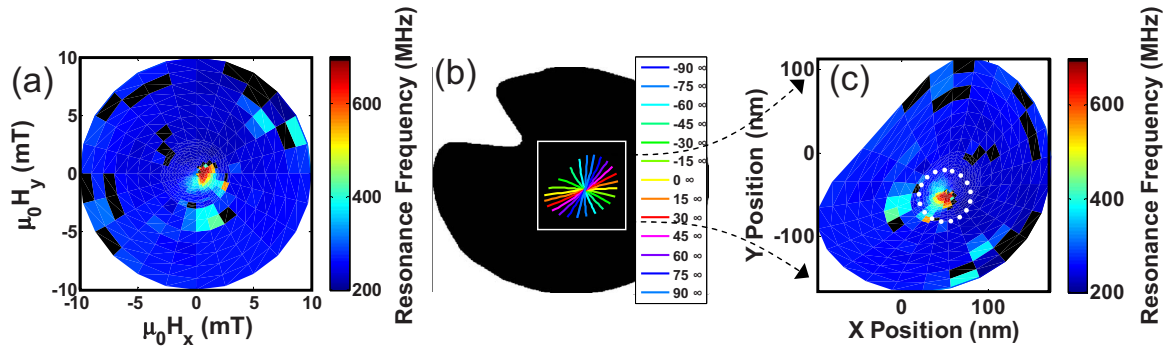 (a)
10
5
0
-5
-10
-10 -5 0 5 10
μ₀Hₓ (mT)
μ₀Hᵧ (mT)
600
400
200
Resonance Frequency (MHz)
(b)
-90 ∞
-75 ∞
-60 ∞
-45 ∞
-30 ∞
-15 ∞
0 ∞
15 ∞
30 ∞
45 ∞
60 ∞
75 ∞
90 ∞
(c)
100
0
-100
0 100
X Position (nm)
Y Position (nm)
600
400
200
Resonance Frequency (MHz)